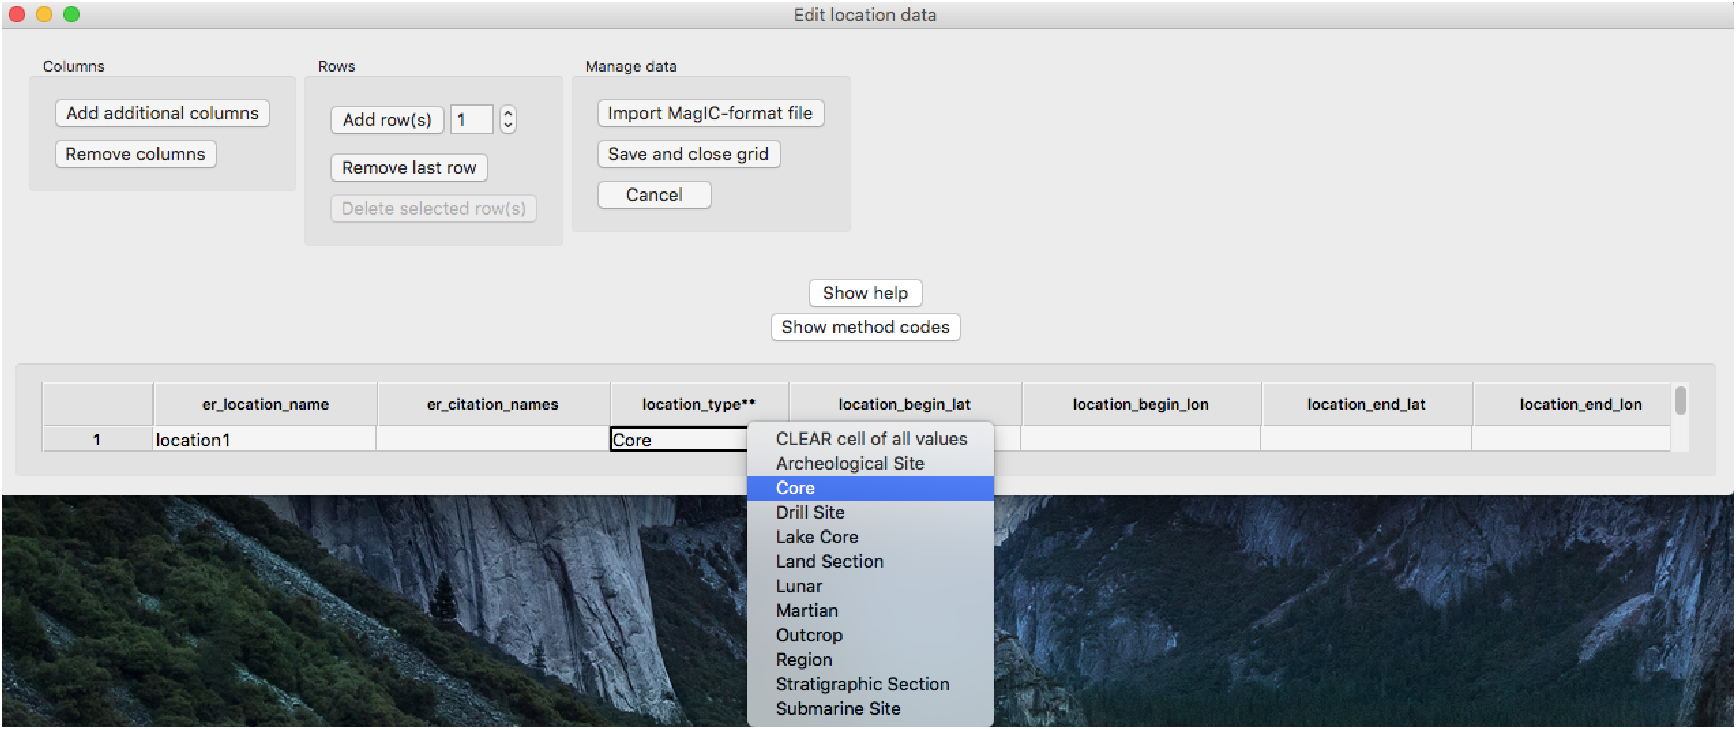 Edit location data
Columns
Rows
Manage data
Add additional columns
Remove columns
Add row(s)
1
Remove last row
Delete selected row(s)
Import MagIC-format file
Save and close grid
Cancel
Show help
Show method codes
er_location_name er_citation_names location_type** location_begin_lat location_begin_lon location_end_lat location_end_lon
1 location1 Core
CLEAR cell of all values
Archeological Site
Core
Drill Site
Lake Core
Land Section
Lunar
Martian
Outcrop
Region
Stratigraphic Section
Submarine Site